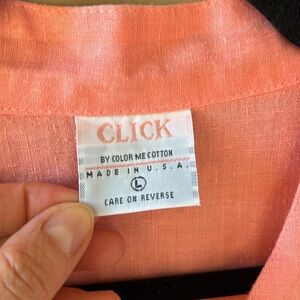 CLICK
BY COLOR ME COTTON
MADE IN U.S.A.
L
CARE ON REVERSE